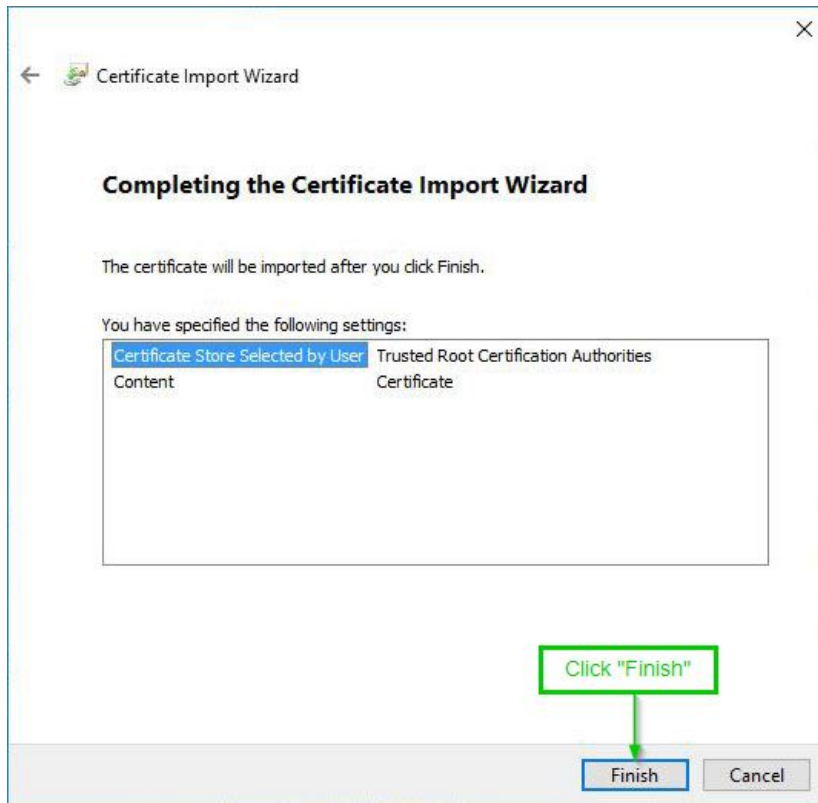 Certificate Import Wizard
Completing the Certificate Import Wizard
The certificate will be imported after you click Finish.
You have specified the following settings:
Certificate Store Selected by User Trusted Root Certification Authorities
Content Certificate
Click "Finish"
Finish Cancel